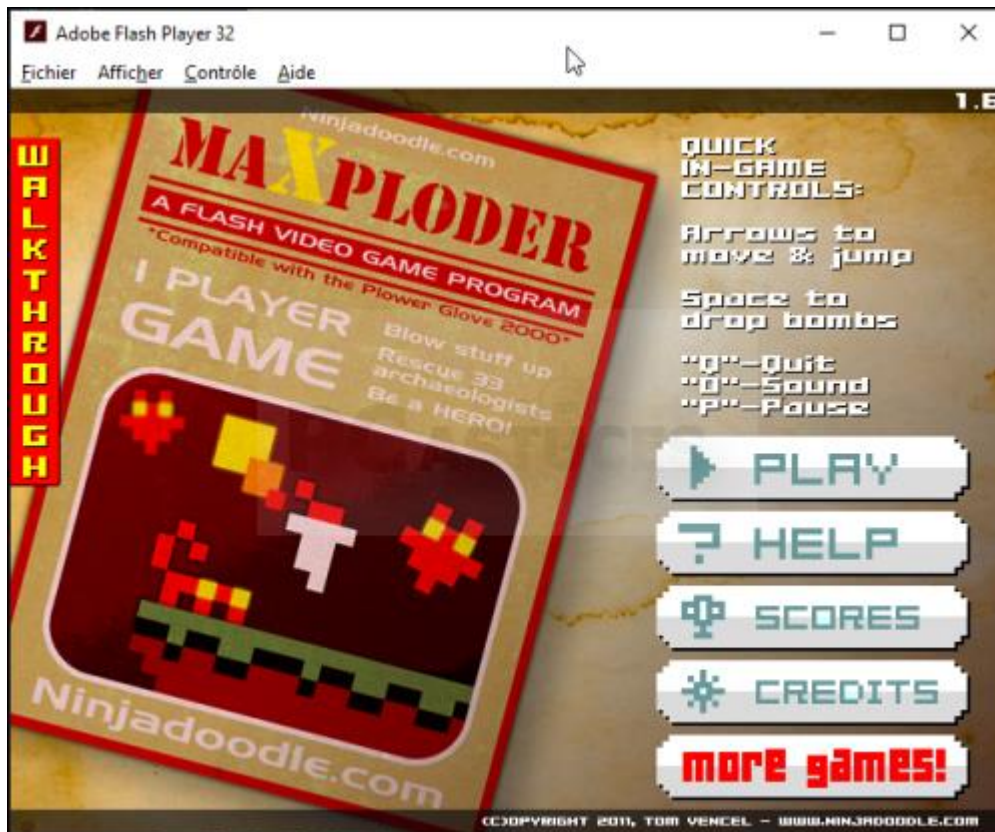 Adobe Flash Player 32
Fichier Afficher Contrôle Aide
WALKTHROUGH
Ninjadoodle.com
MAXPLODER
A FLASH VIDEO GAME PROGRAM
*Compatible with the Plower Glove 2000*
1 PLAYER
GAME
Blow stuff up
Rescue 33
archaeologists
Be a HERO!
Ninjadoodle.com
QUICK
IN-GAME
CONTROLS:
Arrows to
move & jump
Space to
drop bombs
"Q"-Quit
"O"-Sound
"P"-Pause
PLAY
HELP
SCORES
CREDITS
more games!
(C)OPYRIGHT 2011, TOM VENCEL - WWW.NINJADOODLE.COM